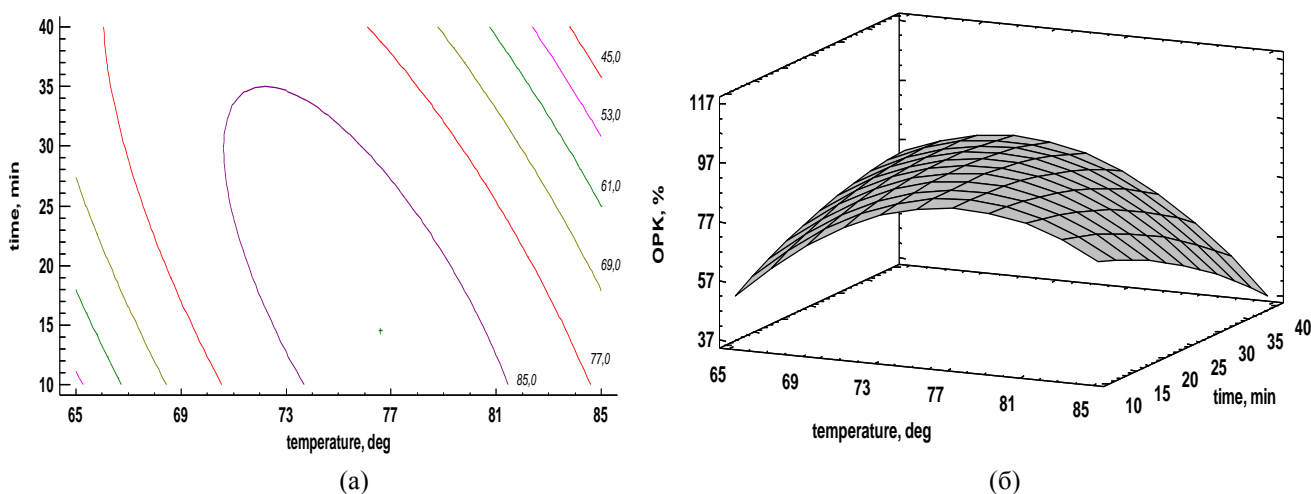 40
35
30
25
20
15
10
time, min
45,0
53,0
61,0
69,0
77,0
85,0
65 69 73 77 81 85
temperature, deg
(а)
117
97
77
57
37
OPK, %
65 69 73 77 81 85
temperature, deg
10 15 20 25 30 35 40
time, min
(б)